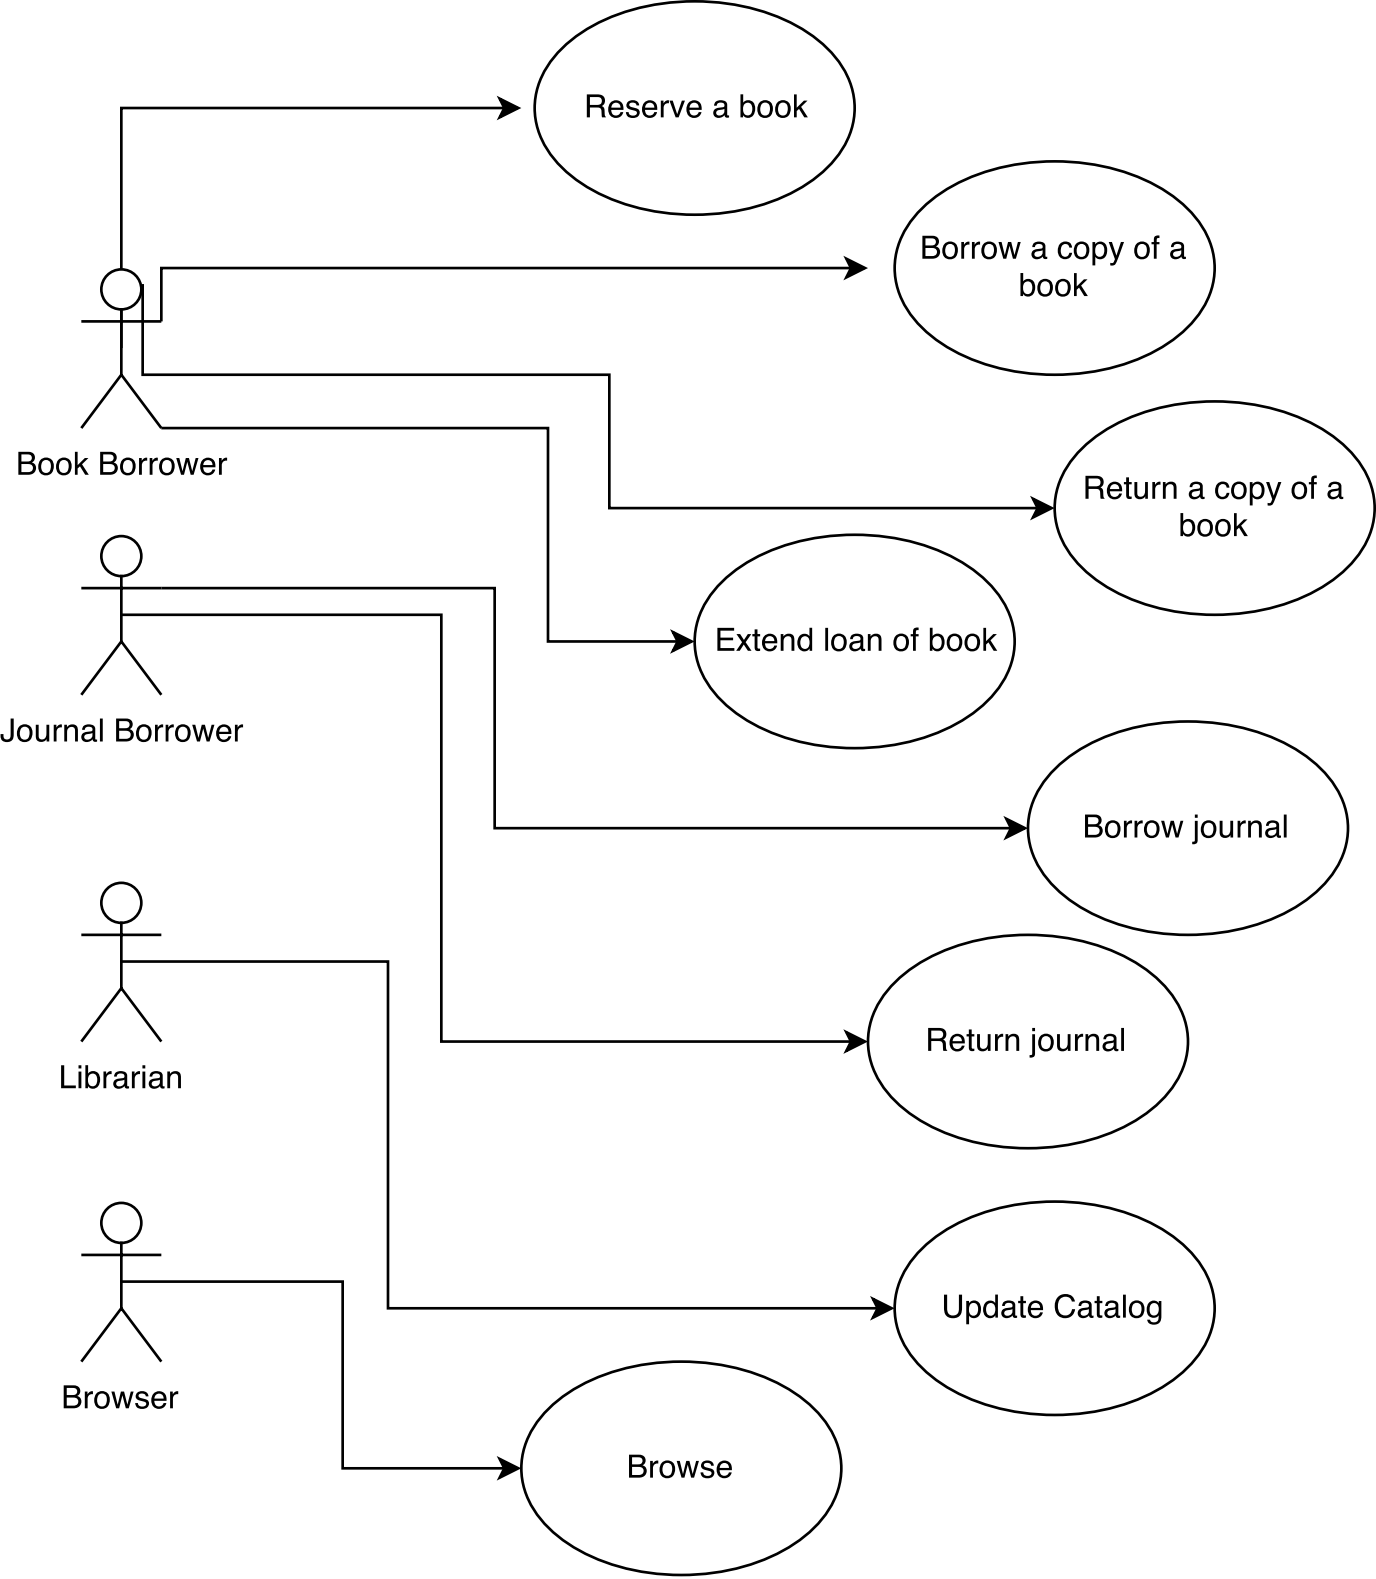 Reserve a book
Borrow a copy of a
book
Book Borrower
Return a copy of a
book
Extend loan of book
Journal Borrower
Borrow journal
Return journal
Librarian
Update Catalog
Browser
Browse